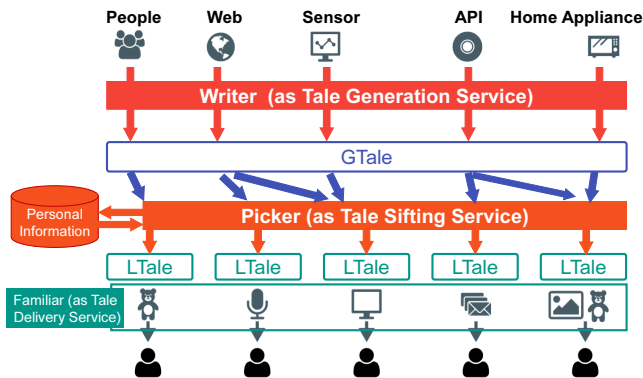 People Web Sensor API Home Appliance
Writer (as Tale Generation Service)
GTale
Personal
Information
Picker (as Tale Sifting Service)
LTale LTale LTale LTale LTale
Familiar (as Tale
Delivery Service)